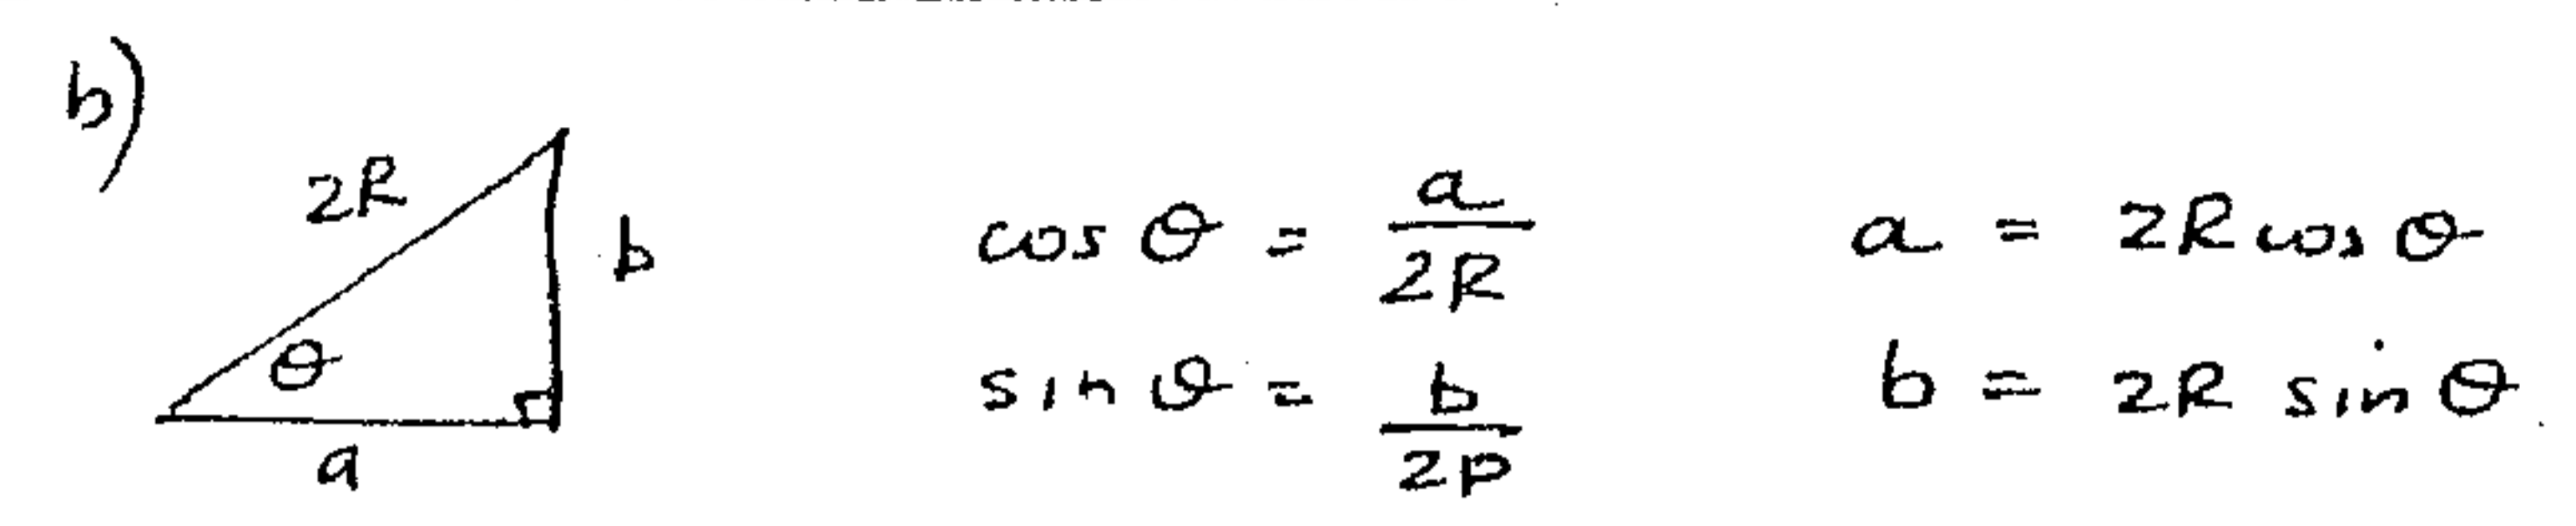 b)
2R
b
θ
a
cos θ = a/2R
a = 2R cos θ
sin θ = b/2P
b = 2R sin θ